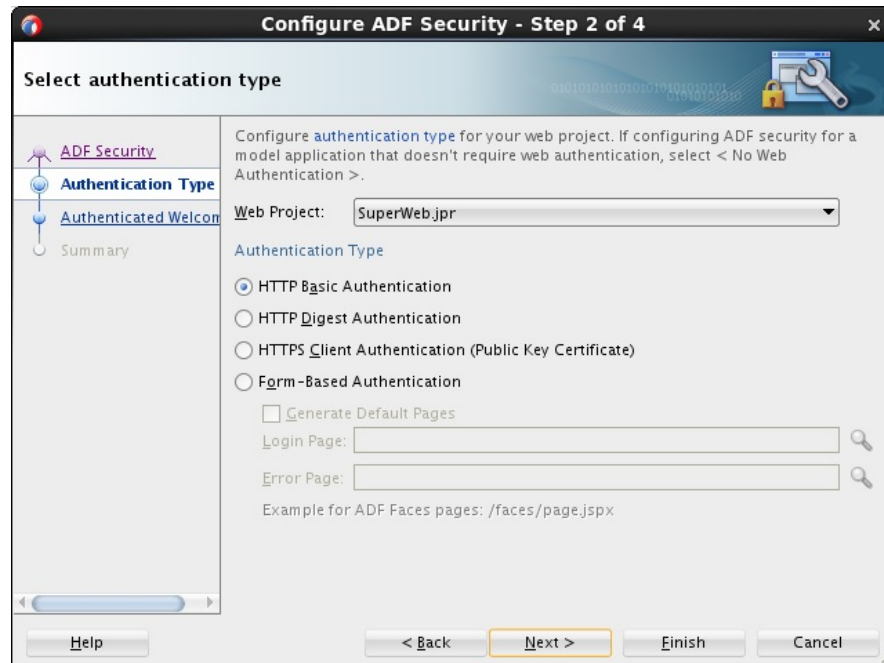 Configure ADF Security - Step 2 of 4
Select authentication type
ADF Security
Authentication Type
Authenticated Welcom
Summary
Configure authentication type for your web project. If configuring ADF security for a
model application that doesn't require web authentication, select < No Web
Authentication >.
Web Project: SuperWeb.jpr
Authentication Type
HTTP Basic Authentication
HTTP Digest Authentication
HTTPS Client Authentication (Public Key Certificate)
Form-Based Authentication
Generate Default Pages
Login Page:
Error Page:
Example for ADF Faces pages: /faces/page.jspx
Help < Back Next > Finish Cancel